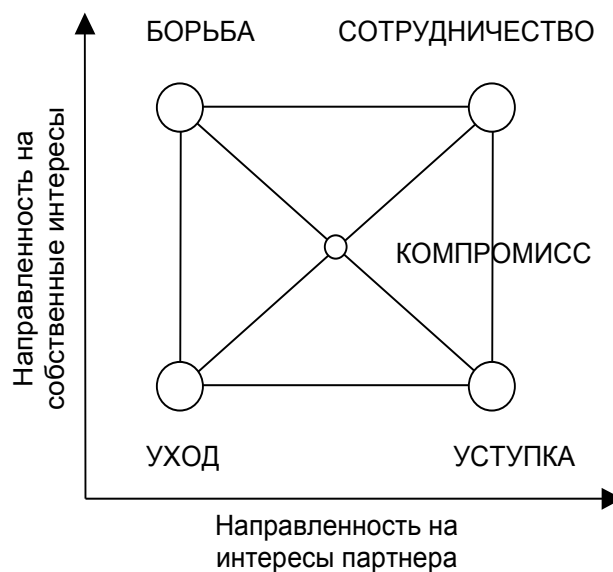 БОРЬБА
СОТРУДНИЧЕСТВО
Направленность на
собственные интересы
КОМПРОМИСС
УХОД
УСТУПКА
Направленность на
интересы партнера